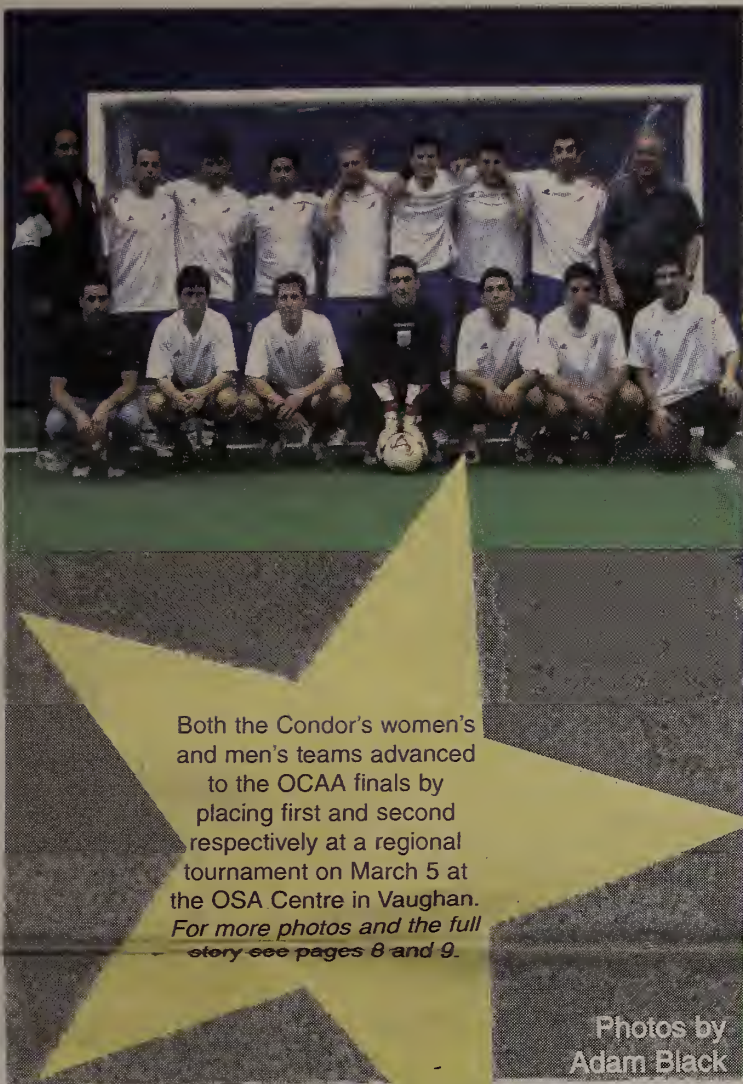 Both the Condor's women's
and men's teams advanced
to the OCAA finals by
placing first and second
respectively at a regional
tournament on March 5 at
the OSA Centre in Vaughan.
For more photos and the full
story see pages 8 and 9.
Photos by
Adam Black